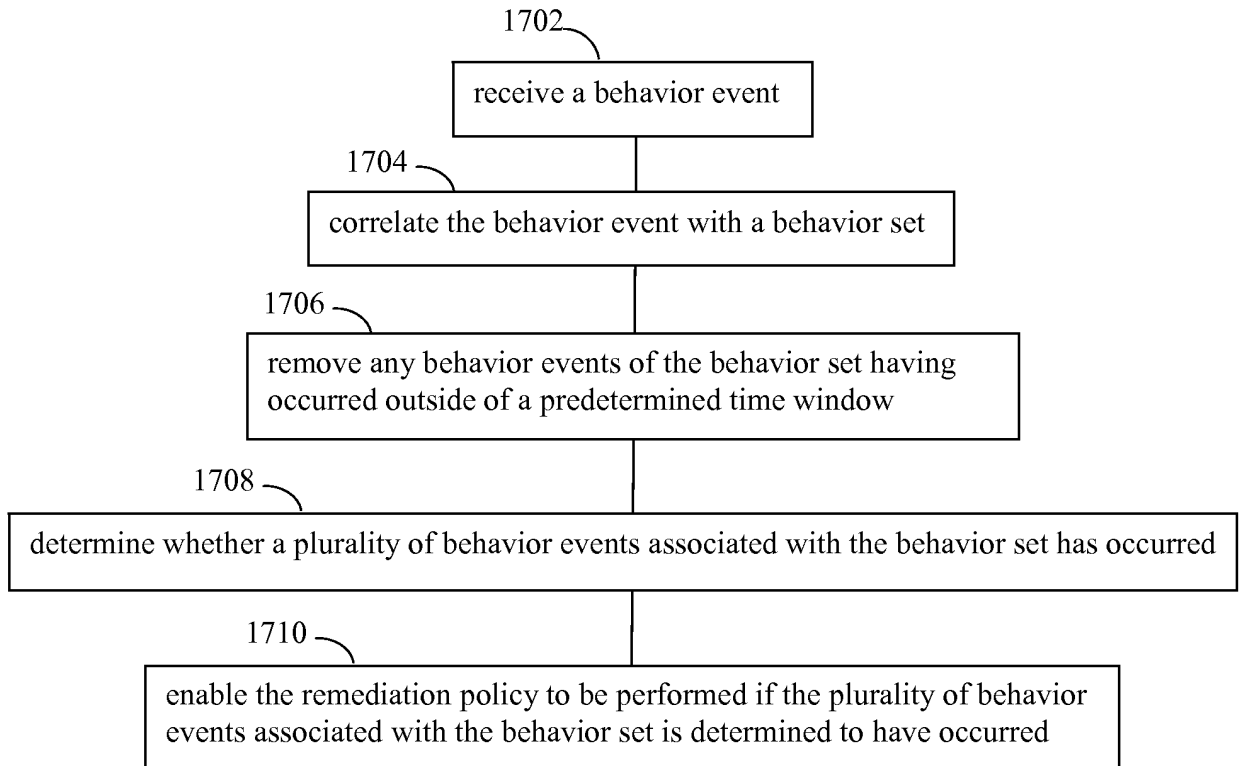 1702
receive a behavior event
1704
correlate the behavior event with a behavior set
1706
remove any behavior events of the behavior set having
occurred outside of a predetermined time window
1708
determine whether a plurality of behavior events associated with the behavior set has occurred
1710
enable the remediation policy to be performed if the plurality of behavior
events associated with the behavior set is determined to have occurred